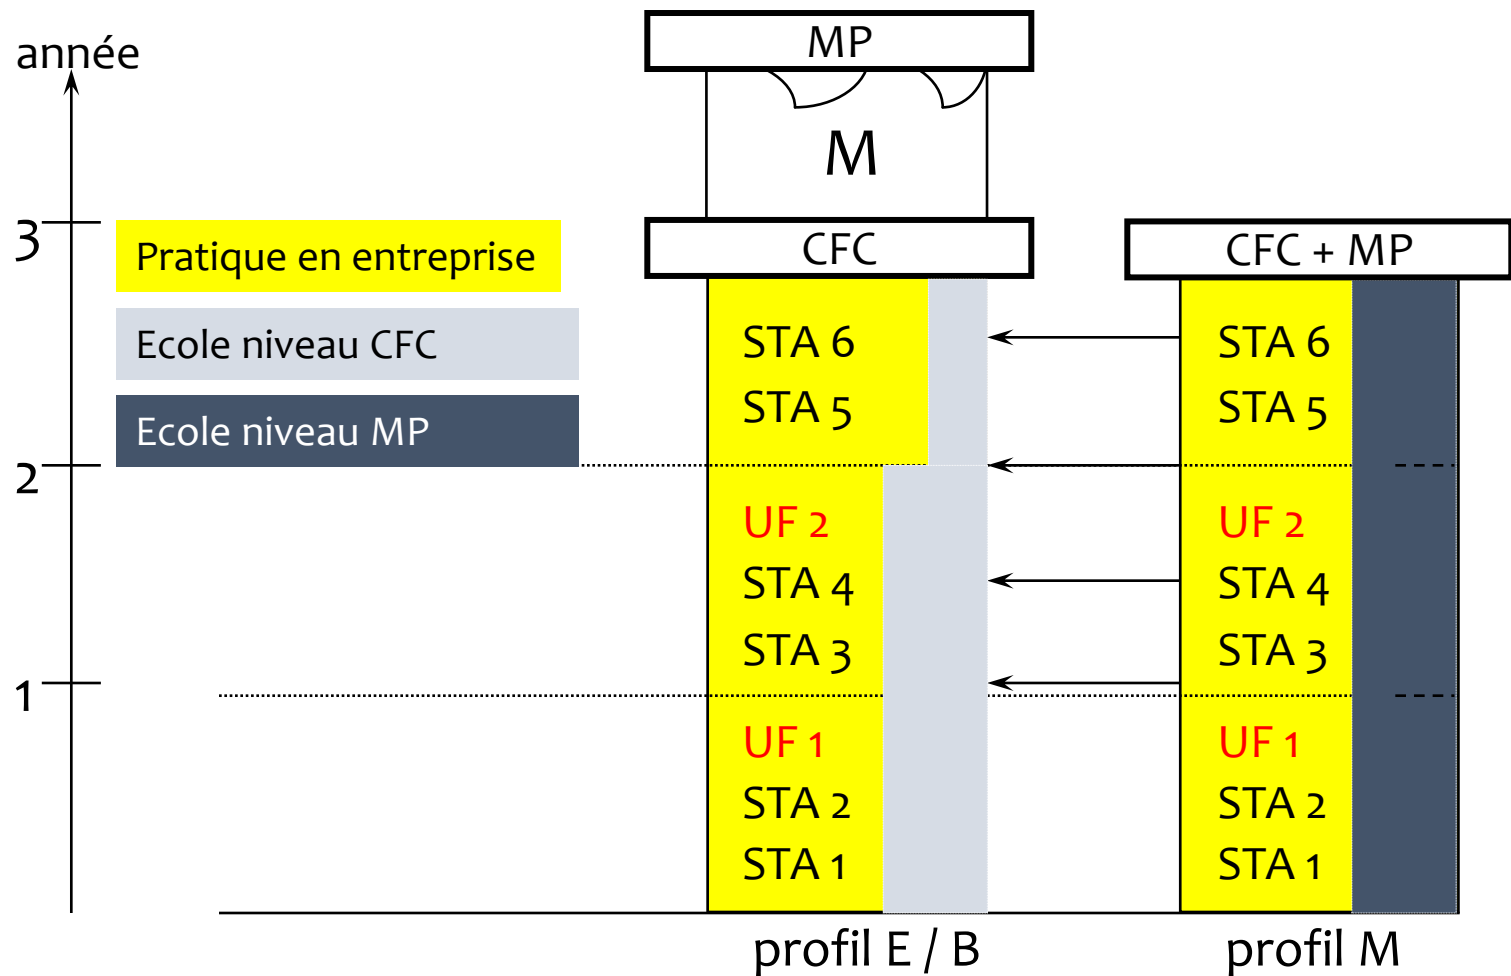 année
MP
M
3
Pratique en entreprise
CFC
CFC + MP
Ecole niveau CFC
STA 6
STA 6
Ecole niveau MP
STA 5
STA 5
2
UF 2
UF 2
STA 4
STA 4
STA 3
STA 3
1
UF 1
UF 1
STA 2
STA 2
STA 1
STA 1
profil E / B
profil M